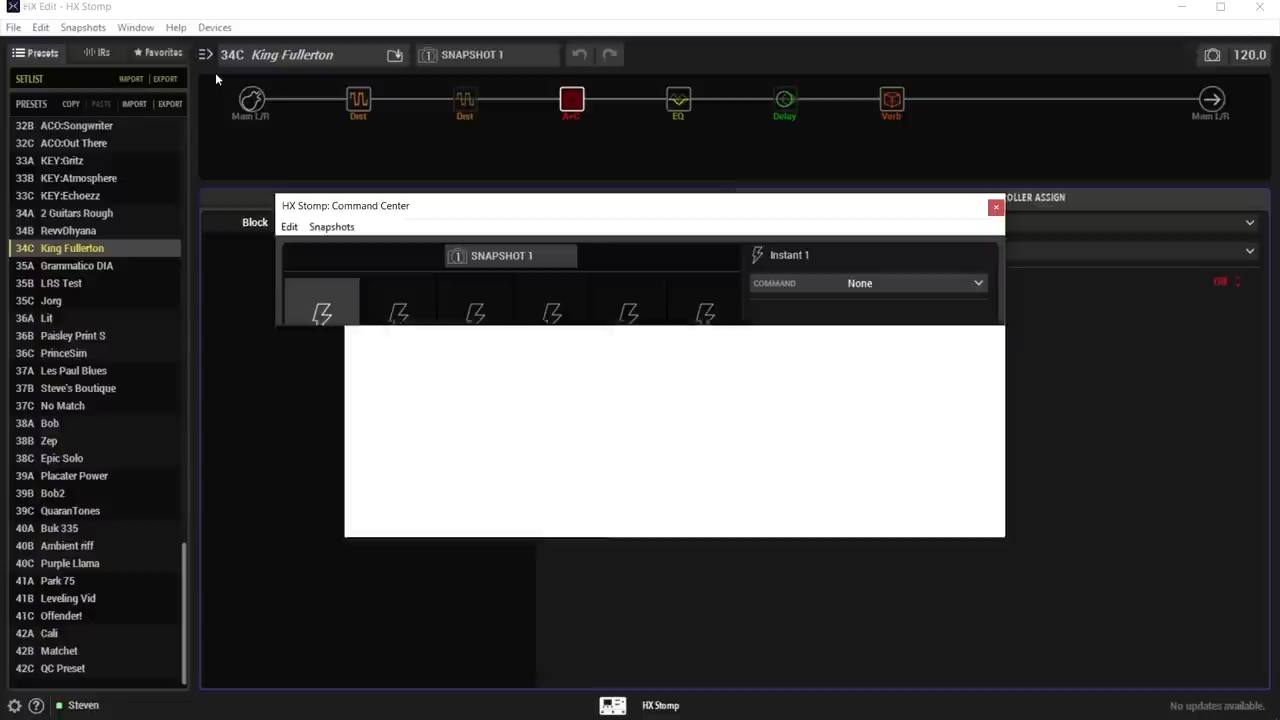 HX Edit - HX Stomp
File Edit Snapshots Window Help Devices
Presets IRs Favorites
34C King Fullerton
1 SNAPSHOT 1
120.0
SETLIST IMPORT EXPORT
PRESETS COPY PASTE IMPORT EXPORT
Main L/R Dist Dist A+C EQ Delay Verb Main L/R
32B ACO:Songwriter
32C ACO:Out There
33A KEY:Gritz
33B KEY:Atmosphere
33C KEY:Echoezz
34A 2 Guitars Rough
34B RevvDhyana
34C King Fullerton
35A Grammatico DIA
35B LRS Test
35C Jorg
36A Lit
36B Paisley Print S
36C PrinceSim
37A Les Paul Blues
37B Steve's Boutique
37C No Match
38A Bob
38B Zep
38C Epic Solo
39A Placater Power
39B Bob2
39C QuaranTones
40A Buk 335
40B Ambient riff
40C Purple Llama
41A Park 75
41B Leveling Vid
41C Offender!
42A Cali
42B Matchet
42C QC Preset
OLLER ASSIGN
Block
Off
HX Stomp: Command Center
Edit Snapshots
1 SNAPSHOT 1
Instant 1
COMMAND None
Steven
HX Stomp
No updates available.